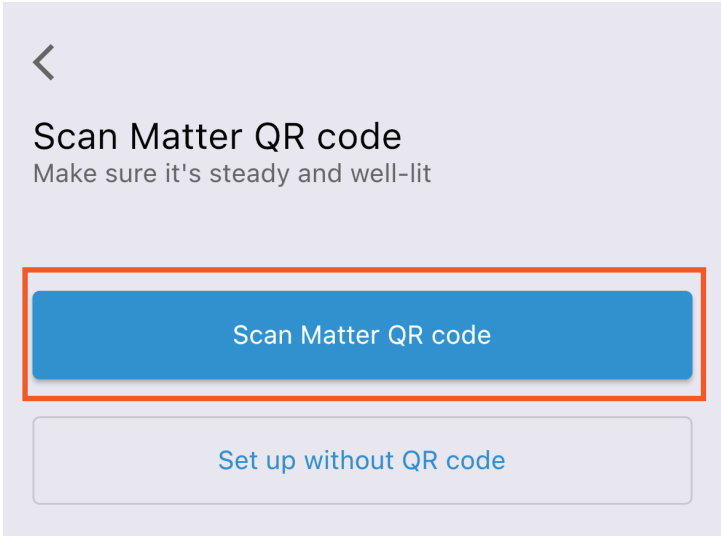 Scan Matter QR code
Make sure it's steady and well-lit
Scan Matter QR code
Set up without QR code